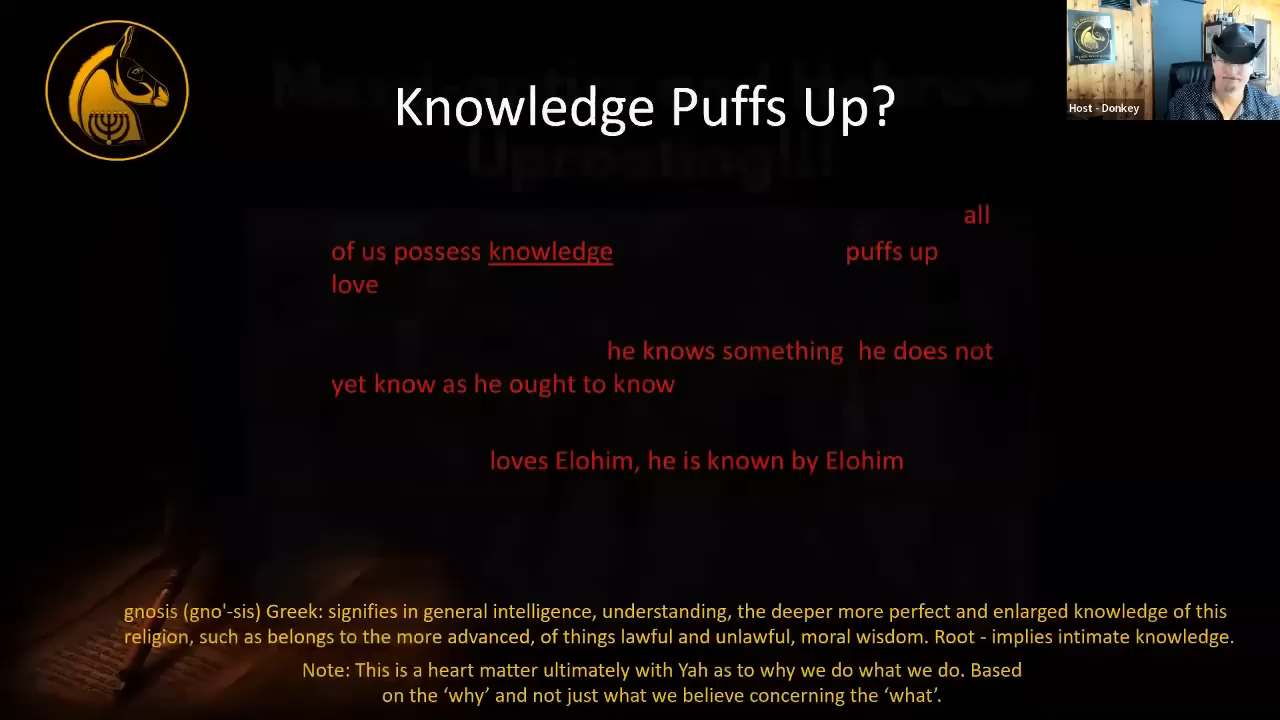 Knowledge Puffs Up?
Host - Donkey
all
of us possess knowledge puffs up
love
he knows something he does not
yet know as he ought to know
loves Elohim, he is known by Elohim
gnosis (gno'-sis) Greek: signifies in general intelligence, understanding, the deeper more perfect and enlarged knowledge of this
religion, such as belongs to the more advanced, of things lawful and unlawful, moral wisdom. Root - implies intimate knowledge.
Note: This is a heart matter ultimately with Yah as to why we do what we do. Based
on the ‘why’ and not just what we believe concerning the ‘what’.